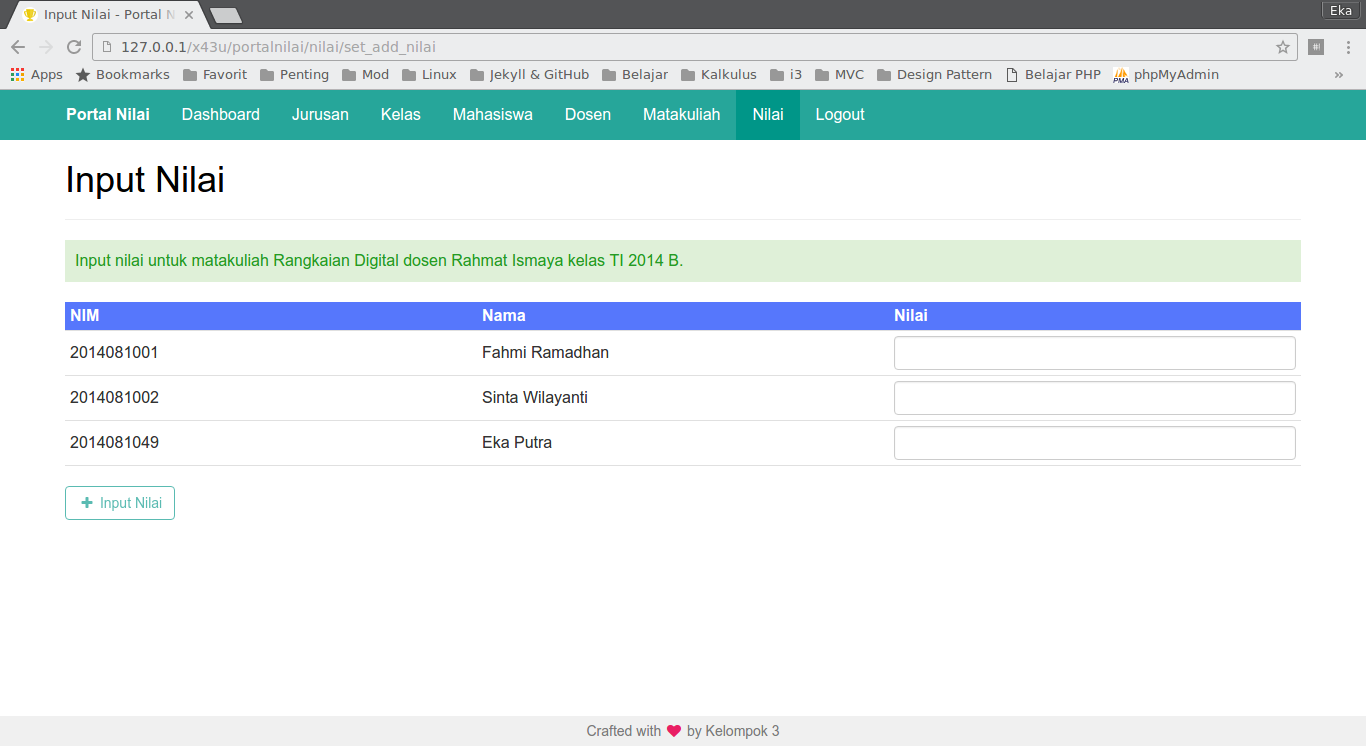 Input Nilai - Portal N
Eka
127.0.0.1/x43u/portalnilai/nilai/set_add_nilai
Apps Bookmarks Favorit Penting Mod Linux Jekyll & GitHub Belajar Kalkulus i3 MVC Design Pattern Belajar PHP PMA phpMyAdmin »
Portal Nilai Dashboard Jurusan Kelas Mahasiswa Dosen Matakuliah Nilai Logout
Input Nilai
Input nilai untuk matakuliah Rangkaian Digital dosen Rahmat Ismaya kelas TI 2014 B.
NIM Nama Nilai
2014081001 Fahmi Ramadhan
2014081002 Sinta Wilayanti
2014081049 Eka Putra
Input Nilai
Crafted with ❤ by Kelompok 3